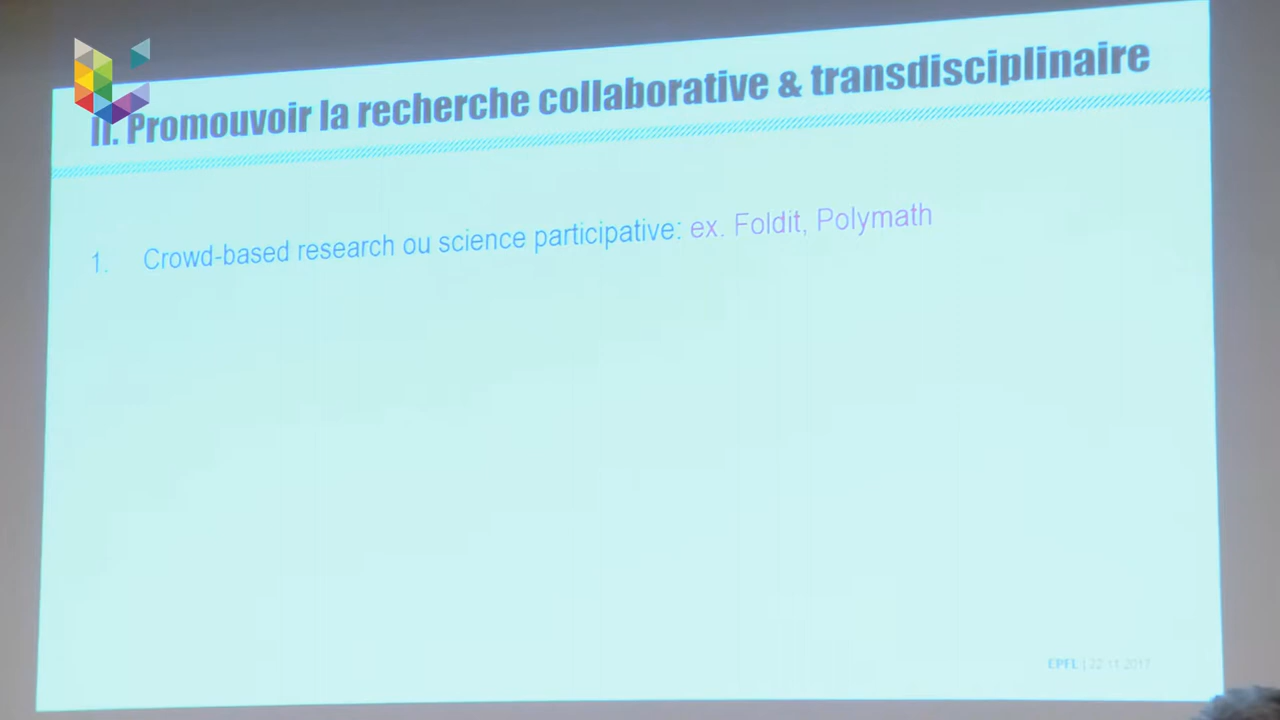 II. Promouvoir la recherche collaborative & transdisciplinaire
1. Crowd-based research ou science participative: ex. Foldit, Polymath
EPFL | 22.11.2017